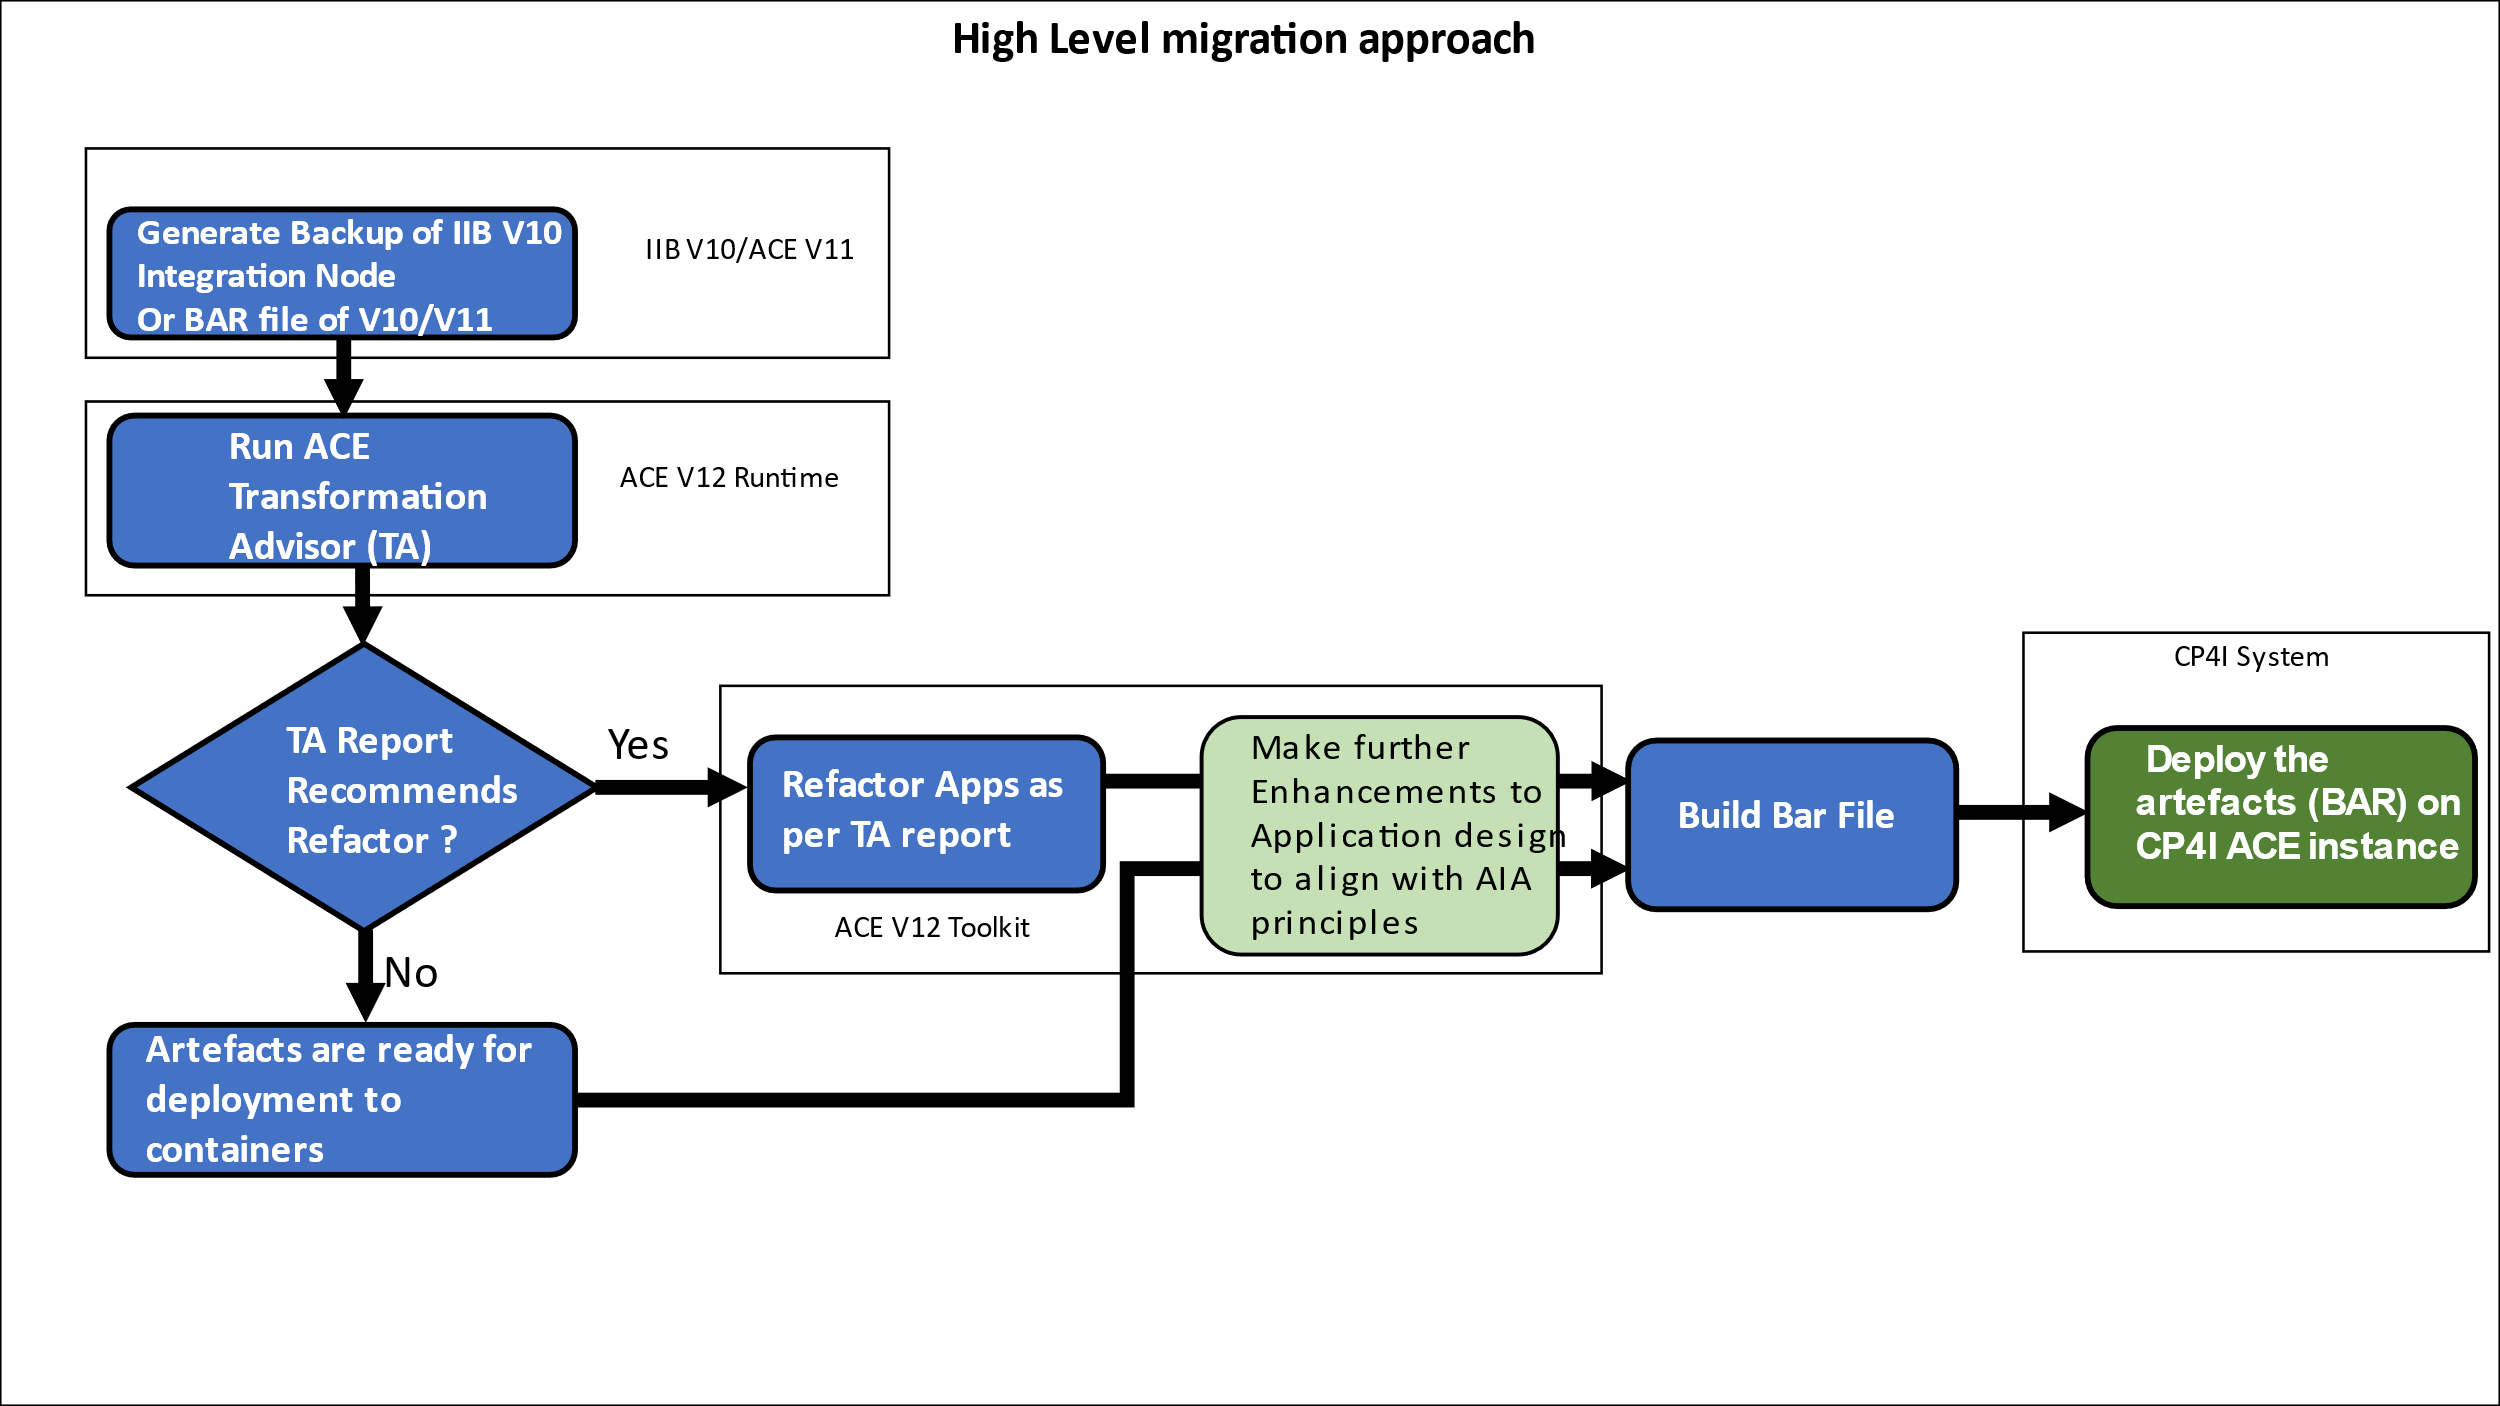 High Level migration approach
Generate Backup of IIB V10
Integration Node
Or BAR file of V10/V11
IIB V10/ACE V11
Run ACE
Transformation
Advisor (TA)
ACE V12 Runtime
TA Report
Recommends
Refactor ?
Yes
No
Refactor Apps as
per TA report
ACE V12 Toolkit
Make further
Enhancements to
Application design
to align with AIA
principles
Build Bar File
CP4I System
Deploy the
artefacts (BAR) on
CP4I ACE instance
Artefacts are ready for
deployment to
containers